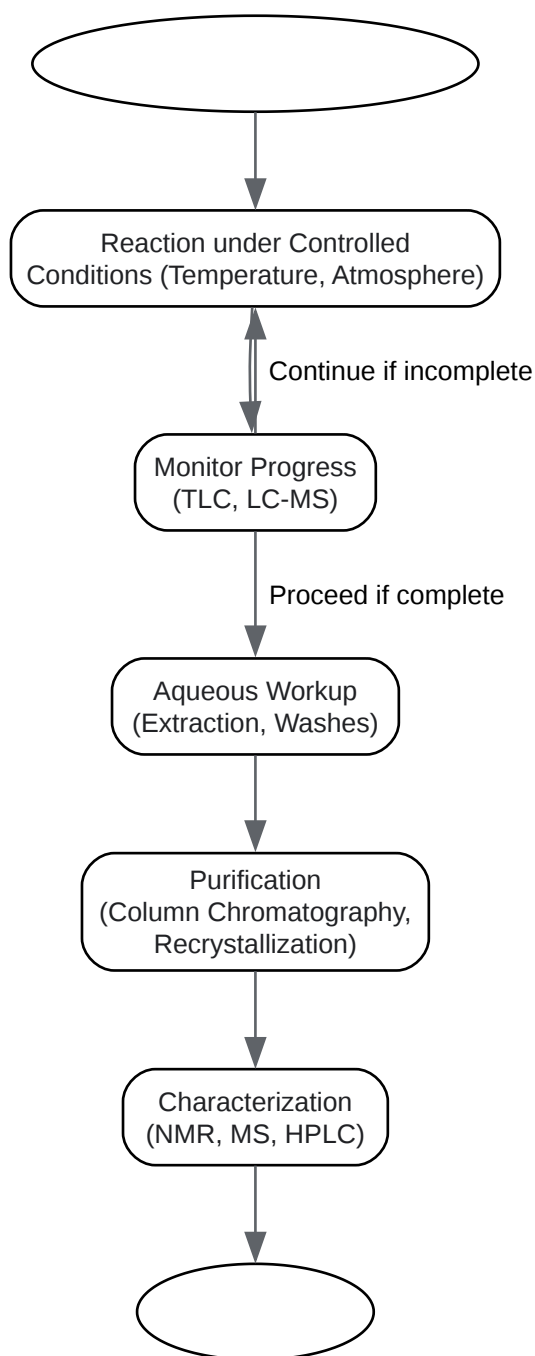 Reaction under Controlled
Conditions (Temperature, Atmosphere)
Continue if incomplete
Monitor Progress
(TLC, LC-MS)
Proceed if complete
Aqueous Workup
(Extraction, Washes)
Purification
(Column Chromatography,
Recrystallization)
Characterization
(NMR, MS, HPLC)